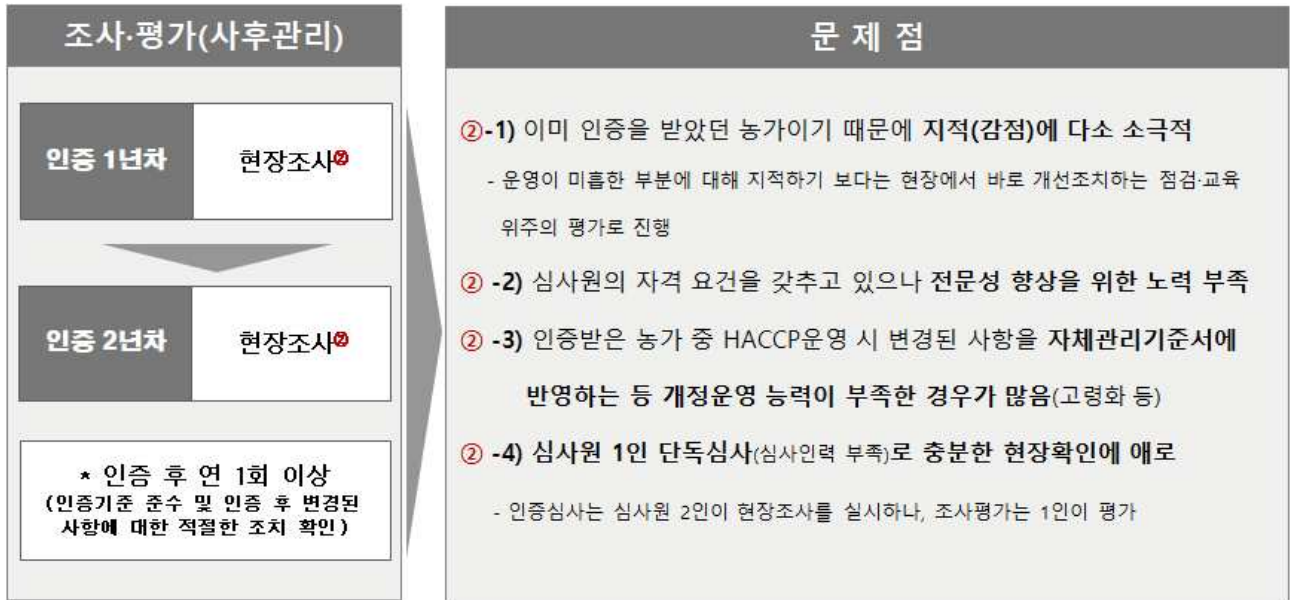 조사·평가(사후관리)
인증 1년차
현장조사②
인증 2년차
현장조사②
* 인증 후 연 1회 이상
(인증기준 준수 및 인증 후 변경된
사항에 대한 적절한 조치 확인)
문 제 점
②-1) 이미 인증을 받았던 농가이기 때문에 지적(감점)에 다소 소극적
- 운영이 미흡한 부분에 대해 지적하기 보다는 현장에서 바로 개선조치하는 점검·교육
위주의 평가로 진행
② -2) 심사원의 자격 요건을 갖추고 있으나 전문성 향상을 위한 노력 부족
② -3) 인증받은 농가 중 HACCP운영 시 변경된 사항을 자체관리기준서에
반영하는 등 개정운영 능력이 부족한 경우가 많음(고령화 등)
② -4) 심사원 1인 단독심사(심사인력 부족)로 충분한 현장확인에 애로
- 인증심사는 심사원 2인이 현장조사를 실시하나, 조사평가는 1인이 평가